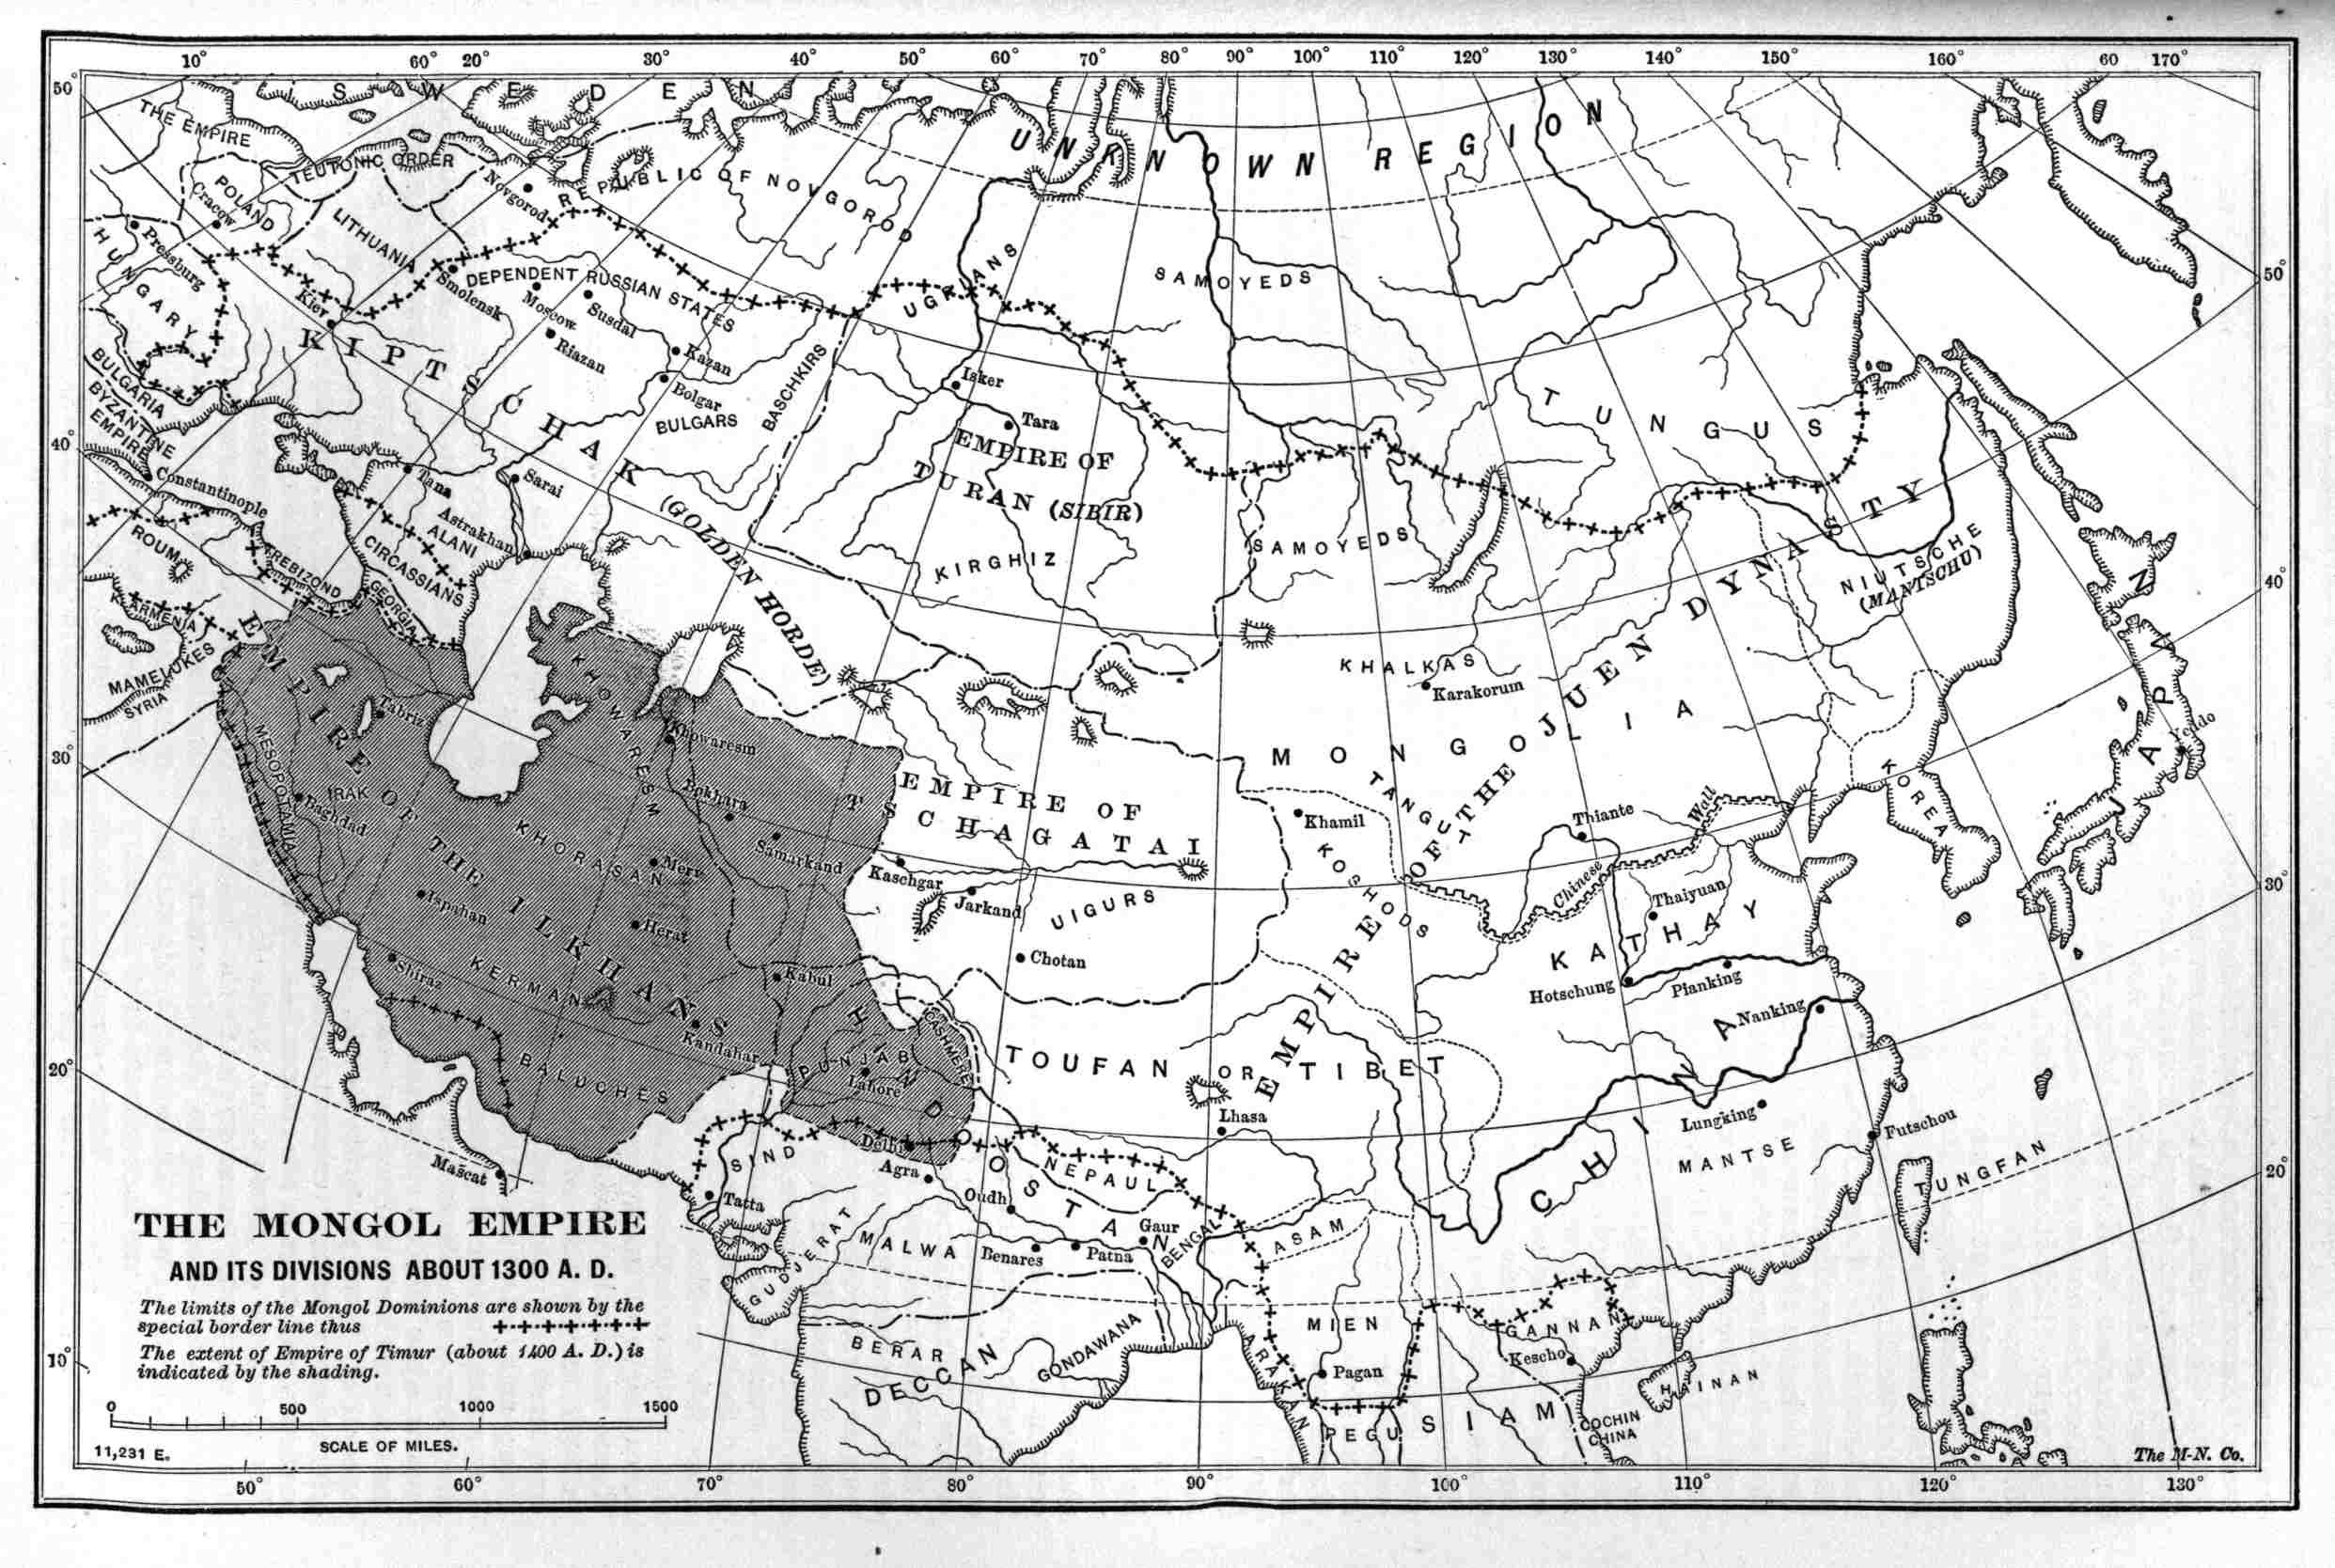 10° 60° 20° 30° 40° 50° 60° 70° 80° 90° 100° 110° 120° 130° 140° 150° 160° 60 170°
50°
40°
30°
20°
10°
50°
40°
30°
20°
SWEDEN
THE EMPIRE
TEUTONIC ORDER
POLAND
Cracow
Novgorod
REPUBLIC OF NOVGOROD
UNKNOWN REGION
LITHUANIA
HUNGARY
Pressburg
Kier
Smolensk
DEPENDENT RUSSIAN STATES
Moscow
Susdal
Riazan
Kazan
Bolgar
BULGARS
BASCHKIRS
UGRIANS
SAMOYEDS
TUNGUS
KIPTSCHAK
(GOLDEN HORDE)
BULGARIA
BYZANTINE
EMPIRE
Constantinople
Isker
Tara
EMPIRE OF
TURAN (SIBIR)
KIRGHIZ
SAMOYEDS
Tana
Sarai
Astrakhan
ALANI
CIRCASSIANS
GEORGIA
TREBIZOND
ROUM
K. ARMENIA
MAMELUKES
SYRIA
NIUTSCHE
(MANTSCHU)
JAPAN
Yeddo
KOREA
KHALKAS
Karakorum
MONGOLIA
EMPIRE OF THE JUEN DYNASTY
EMPIRE OF THE ILKHANS
Tabriz
MESOPOTAMIA
IRAK
Baghdad
KHOWARESM
Khowaresm
Bokhara
Samarkand
KHORASAN
Merv
Ispahan
Herat
Shiraz
KERMAN
Kabul
Kandahar
BALUCHES
PUNJAB
Lahore
CASHMERE
Delhi
HINDOSTAN
EMPIRE OF
TSCHAGATAI
Kaschgar
Jarkand
UIGURS
Chotan
Khamil
TANGUT
KOSHODS
Thiante
Chinese Wall
Thaiyuan
KATHAY
Hotschung
Pianking
Nanking
CHINA
Lungking
MANTSE
Futschou
TUNGFAN
TOUFAN OR TIBET
Lhasa
NEPAUL
SIND
Tatta
Agra
Oudh
MALWA
Benares
Patna
Gaur
BENGAL
ASAM
GUDJERAT
BERAR
DECCAN
GONDAWANA
ARAKAN
MIEN
Pagan
PEGU
SIAM
GANNAN
Kescho
HAINAN
COCHIN
CHINA
Mascat
THE MONGOL EMPIRE
AND ITS DIVISIONS ABOUT 1300 A. D.
The limits of the Mongol Dominions are shown by the
special border line thus
The extent of Empire of Timur (about 1400 A. D.) is
indicated by the shading.
0 500 1000 1500
SCALE OF MILES.
11,231 E.
The M-N. Co.
50° 60° 70° 80° 90° 100° 110° 120° 130°